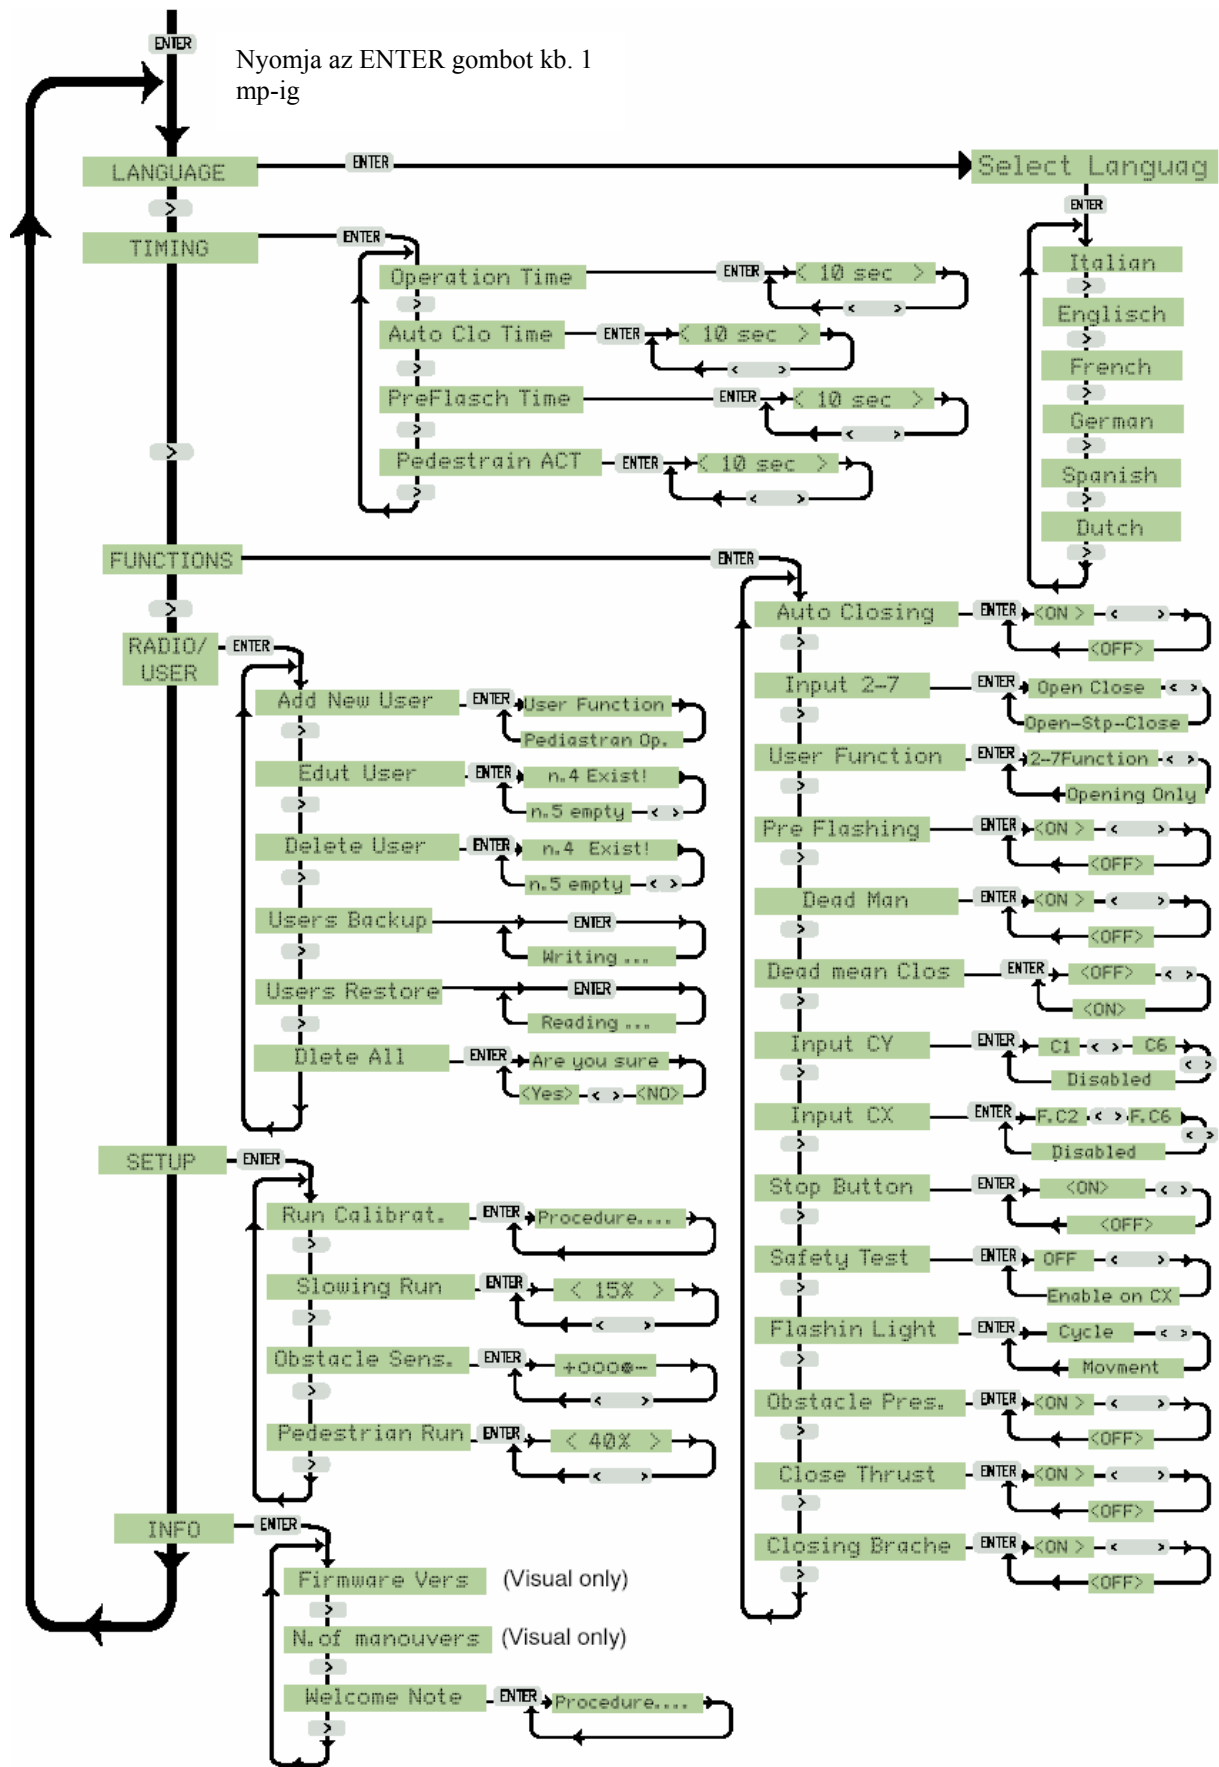 ENTER
Nyomja az ENTER gombot kb. 1
mp-ig
LANGUAGE
ENTER
Select Languag
>
ENTER
Italian
>
Englisch
>
French
>
German
>
Spanish
>
Dutch
>
TIMING
ENTER
Operation Time
ENTER
< 10 sec >
< >
>
Auto Clo Time
ENTER
< 10 sec >
< >
>
PreFlasch Time
ENTER
< 10 sec >
< >
>
Pedestrain ACT
ENTER
< 10 sec >
< >
>
>
FUNCTIONS
ENTER
Auto Closing
ENTER
<ON >
< >
<OFF>
>
Input 2-7
ENTER
Open Close
< >
Open-Stp-Close
>
User Function
ENTER
2-7Function
< >
Opening Only
>
Pre Flashing
ENTER
<ON >
< >
<OFF>
>
Dead Man
ENTER
<ON >
< >
<OFF>
>
Dead mean Clos
ENTER
<OFF>
< >
<ON>
>
Input CY
ENTER
C1
< >
C6
< >
Disabled
>
Input CX
ENTER
F.C2
< >
F.C6
< >
Disabled
>
Stop Button
ENTER
<ON>
< >
<OFF>
>
Safety Test
ENTER
OFF
< >
Enable on CX
>
Flashin Light
ENTER
Cycle
< >
Movment
>
Obstacle Pres.
ENTER
<ON >
< >
<OFF>
>
Close Thrust
ENTER
<ON >
< >
<OFF>
>
Closing Brache
ENTER
<ON >
< >
<OFF>
>
>
RADIO/
USER
ENTER
Add New User
ENTER
User Function
Pediastran Op.
>
Edut User
ENTER
n.4 Exist!
n.5 empty
< >
>
Delete User
ENTER
n.4 Exist!
n.5 empty
< >
>
Users Backup
ENTER
Writing ...
>
Users Restore
ENTER
Reading ...
>
Dlete All
ENTER
Are you sure
<Yes>
< >
<NO>
SETUP
ENTER
Run Calibrat.
ENTER
Procedure....
>
Slowing Run
ENTER
< 15% >
< >
>
Obstacle Sens.
ENTER
< >
>
Pedestrian Run
ENTER
< 40% >
< >
>
INFO
ENTER
Firmware Vers
(Visual only)
>
N.of manouvers
(Visual only)
>
Welcome Note
ENTER
Procedure....
>